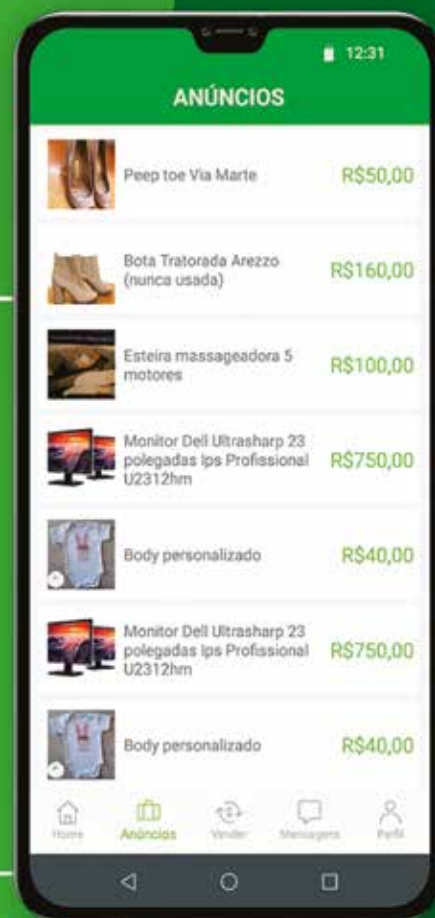 12:31
ANÚNCIOS
Peep toe Via Marte
R$50,00
Bota Tratorada Arezzo
(nunca usada)
R$160,00
Esteira massageadora 5
motores
R$100,00
Monitor Dell Ultrasharp 23
polegadas Ips Profissional
U2312hm
R$750,00
Body personalizado
R$40,00
Monitor Dell Ultrasharp 23
polegadas Ips Profissional
U2312hm
R$750,00
Body personalizado
R$40,00
Home
Anúncios
Vender
Mensagens
Perfil